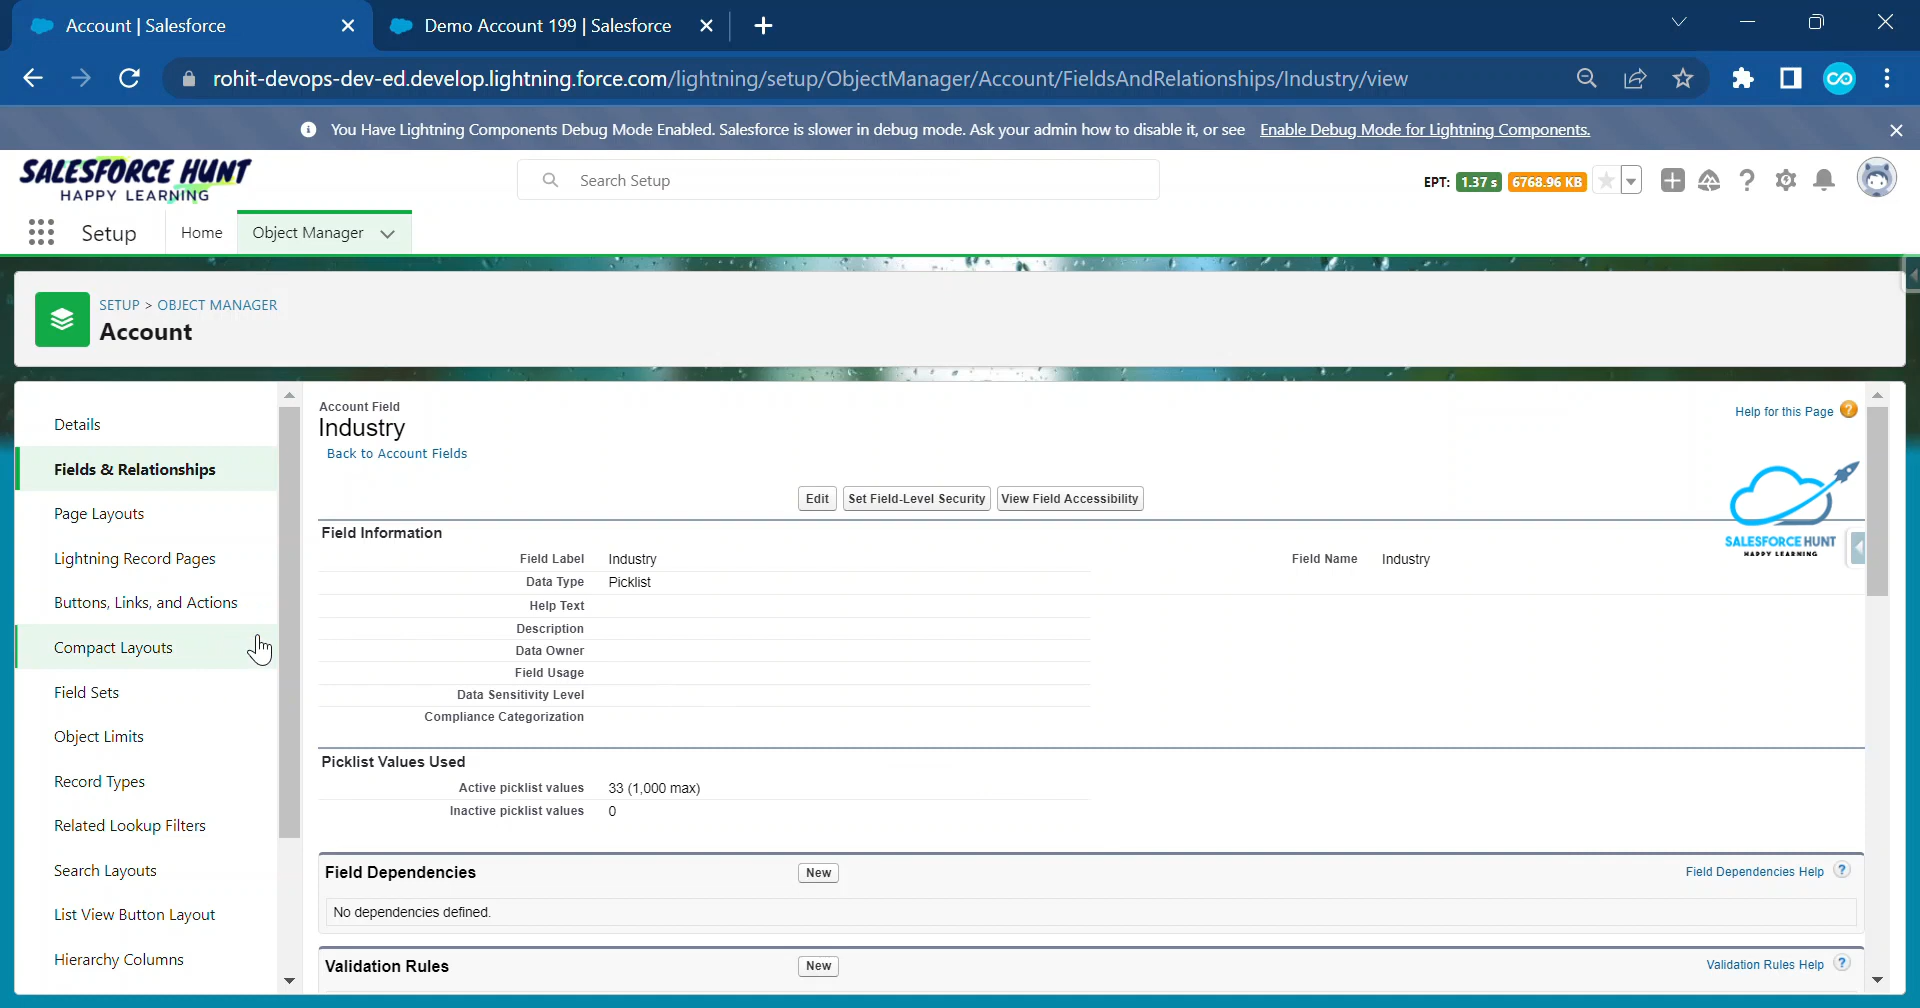 Account | Salesforce
Demo Account 199 | Salesforce
rohit-devops-dev-ed.develop.lightning.force.com/lightning/setup/ObjectManager/Account/FieldsAndRelationships/Industry/view
You Have Lightning Components Debug Mode Enabled. Salesforce is slower in debug mode. Ask your admin how to disable it, or see Enable Debug Mode for Lightning Components.
SALESFORCE HUNT
HAPPY LEARNING
Search Setup
EPT: 1.37 s 6768.96 KB
Setup
Home
Object Manager
SETUP > OBJECT MANAGER
Account
Details
Fields & Relationships
Page Layouts
Lightning Record Pages
Buttons, Links, and Actions
Compact Layouts
Field Sets
Object Limits
Record Types
Related Lookup Filters
Search Layouts
List View Button Layout
Hierarchy Columns
Account Field
Industry
Back to Account Fields
Help for this Page ?
SALESFORCE HUNT
HAPPY LEARNING
Edit Set Field-Level Security View Field Accessibility
Field Information
Field Label Industry Field Name Industry
Data Type Picklist
Help Text
Description
Data Owner
Field Usage
Data Sensitivity Level
Compliance Categorization
Picklist Values Used
Active picklist values 33 (1,000 max)
Inactive picklist values 0
Field Dependencies New Field Dependencies Help ?
No dependencies defined.
Validation Rules New Validation Rules Help ?